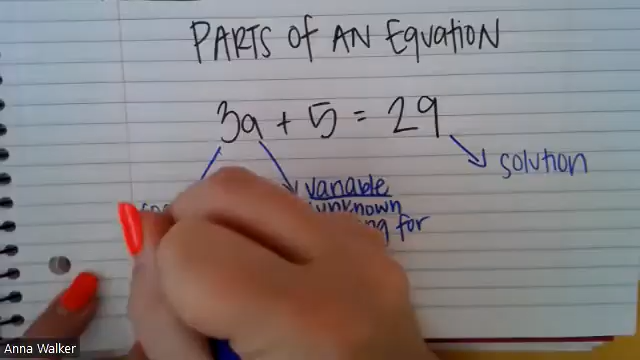 PARTS OF AN EQUATION
3a + 5 = 29
solution
variable
unknown
for
Anna Walker